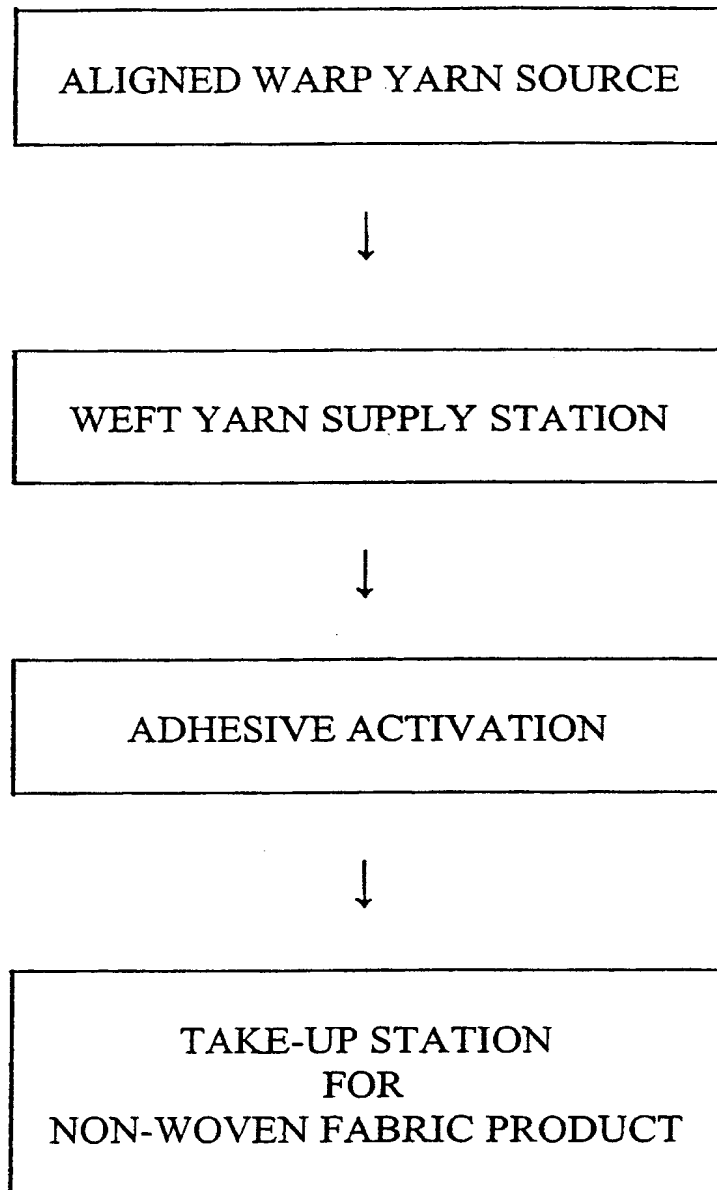 ALIGNED WARP YARN SOURCE
↓
WEFT YARN SUPPLY STATION
↓
ADHESIVE ACTIVATION
↓
TAKE-UP STATION
FOR
NON-WOVEN FABRIC PRODUCT